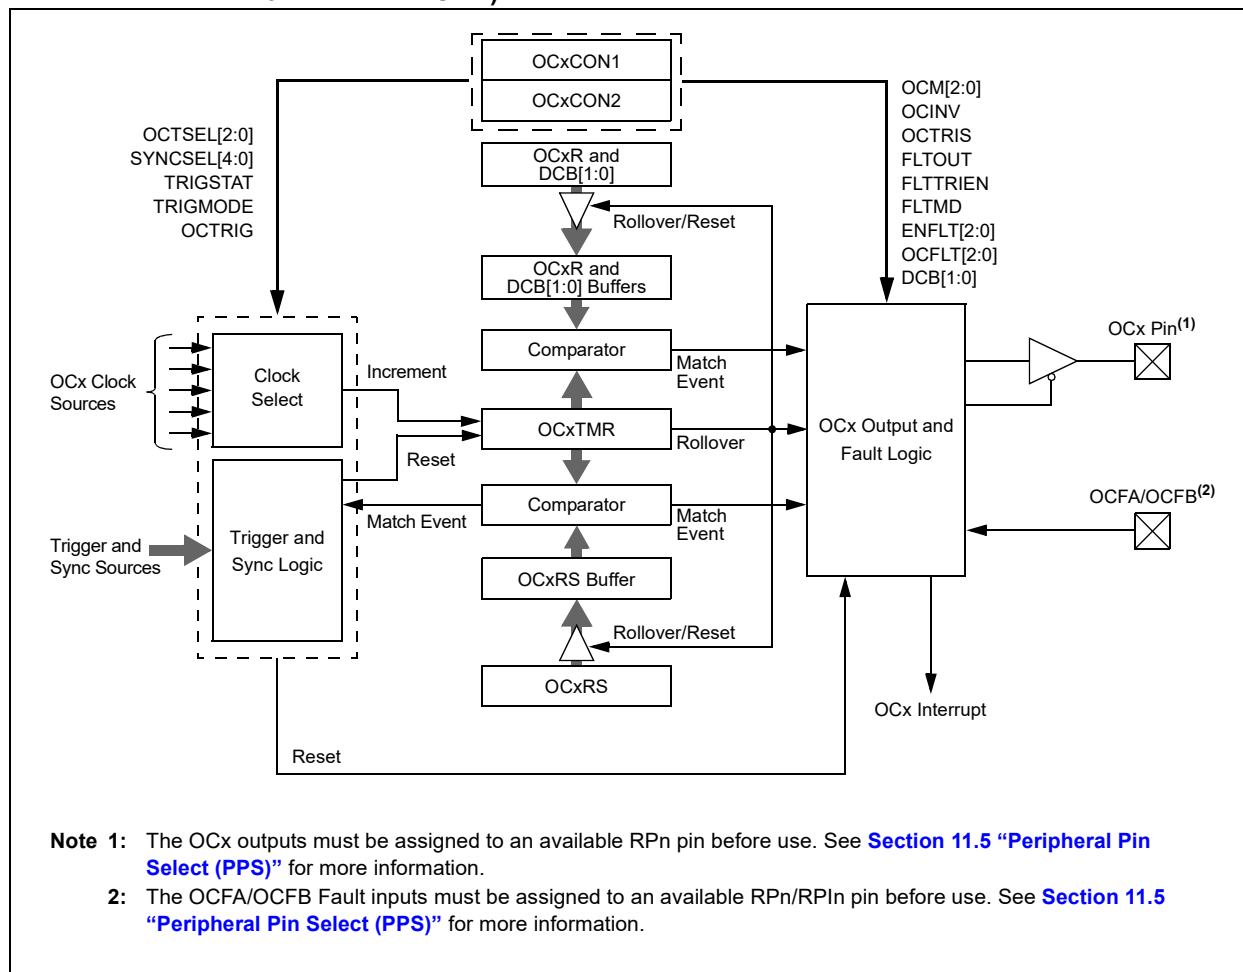 OCxCON1
OCxCON2
OCTSEL[2:0]
SYNCSEL[4:0]
TRIGSTAT
TRIGMODE
OCTRIG
OCM[2:0]
OCINV
OCTRIS
FLTOUT
FLTTRIEN
FLTMD
ENFLT[2:0]
OCFLT[2:0]
DCB[1:0]
OCxR and
DCB[1:0]
Rollover/Reset
OCxR and
DCB[1:0] Buffers
Comparator
Match
Event
OCx Clock
Sources
Clock
Select
Increment
OCxTMR
Rollover
Reset
OCx Output and
Fault Logic
OCx Pin(1)
OCFA/OCFB(2)
Comparator
Match Event
Match
Event
Trigger and
Sync Sources
Trigger and
Sync Logic
OCxRS Buffer
Rollover/Reset
OCxRS
OCx Interrupt
Reset
Note 1: The OCx outputs must be assigned to an available RPn pin before use. See Section 11.5 “Peripheral Pin
Select (PPS)” for more information.
2: The OCFA/OCFB Fault inputs must be assigned to an available RPn/RPIn pin before use. See Section 11.5
“Peripheral Pin Select (PPS)” for more information.